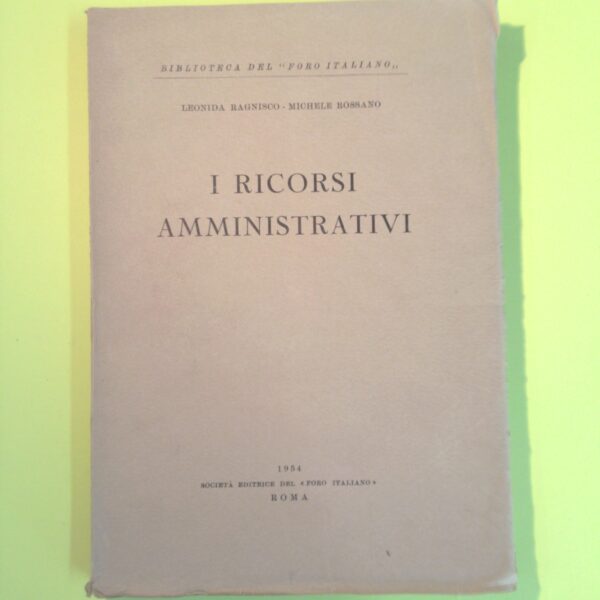 BIBLIOTECA DEL "FORO ITALIANO„
LEONIDA RAGNISCO - MICHELE ROSSANO
I RICORSI
AMMINISTRATIVI
1954
SOCIETÀ EDITRICE DEL «FORO ITALIANO»
ROMA